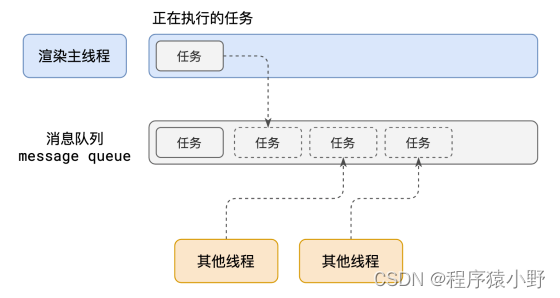 正在执行的任务
渲染主线程
任务
消息队列
message queue
任务
任务
任务
任务
其他线程
其他线程
CSDN @程序猿小野